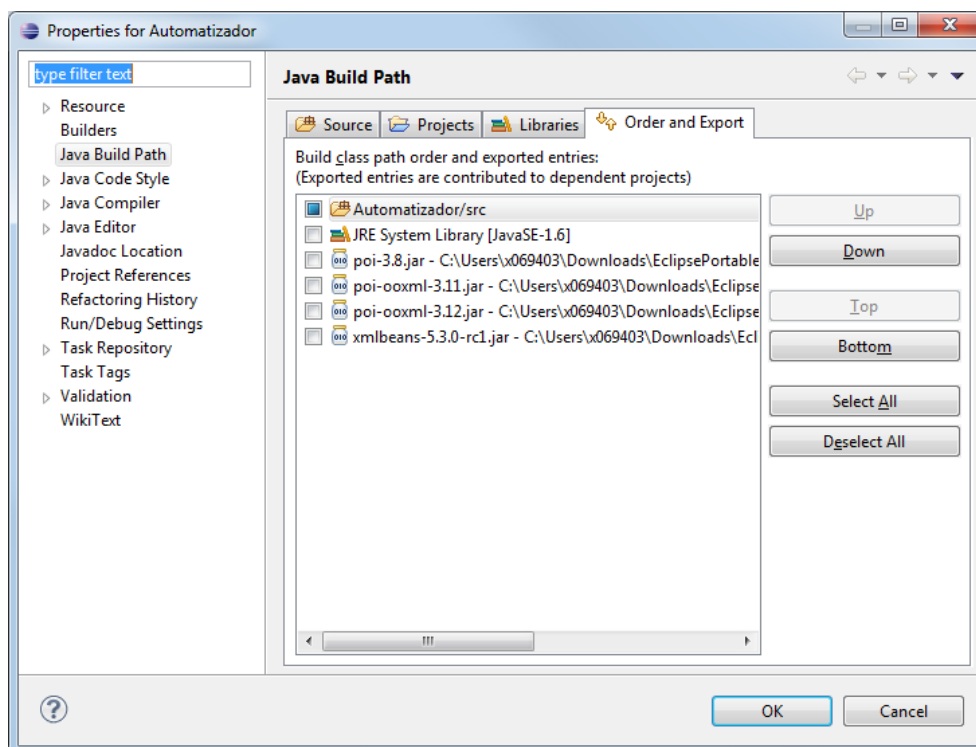 Properties for Automatizador
type filter text
Resource
Builders
Java Build Path
Java Code Style
Java Compiler
Java Editor
Javadoc Location
Project References
Refactoring History
Run/Debug Settings
Task Repository
Task Tags
Validation
WikiText
Java Build Path
Source Projects Libraries Order and Export
Build class path order and exported entries:
(Exported entries are contributed to dependent projects)
Automatizador/src
JRE System Library [JavaSE-1.6]
poi-3.8.jar - C:\Users\x069403\Downloads\EclipsePortable
poi-ooxml-3.11.jar - C:\Users\x069403\Downloads\Eclipse
poi-ooxml-3.12.jar - C:\Users\x069403\Downloads\Eclipse
xmlbeans-5.3.0-rc1.jar - C:\Users\x069403\Downloads\Ecl
Up
Down
Top
Bottom
Select All
Deselect All
OK Cancel